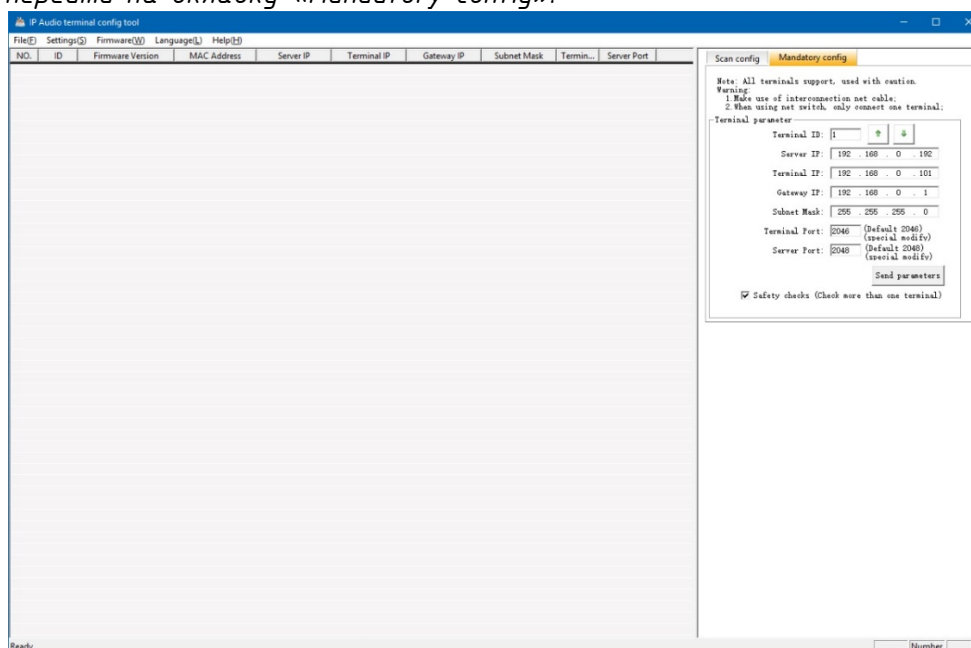 перейти на вкладку «Mandatory config».
IP Audio terminal config tool
File(F) Settings(S) Firmware(W) Language(L) Help(H)
NO. ID Firmware Version MAC Address Server IP Terminal IP Gateway IP Subnet Mask Termin... Server Port
Scan config Mandatory config
Note: All terminals support, used with caution.
Warning:
1.Make use of interconnection net cable;
2.When using net switch, only connect one terminal;
Terminal parameter
Terminal ID: 1
Server IP: 192 . 168 . 0 . 192
Terminal IP: 192 . 168 . 0 . 101
Gateway IP: 192 . 168 . 0 . 1
Subnet Mask: 255 . 255 . 255 . 0
Terminal Port: 2046 (Default 2046)
(special modify)
Server Port: 2048 (Default 2048)
(special modify)
Send parameters
Safety checks (Check more than one terminal)
Ready
Number